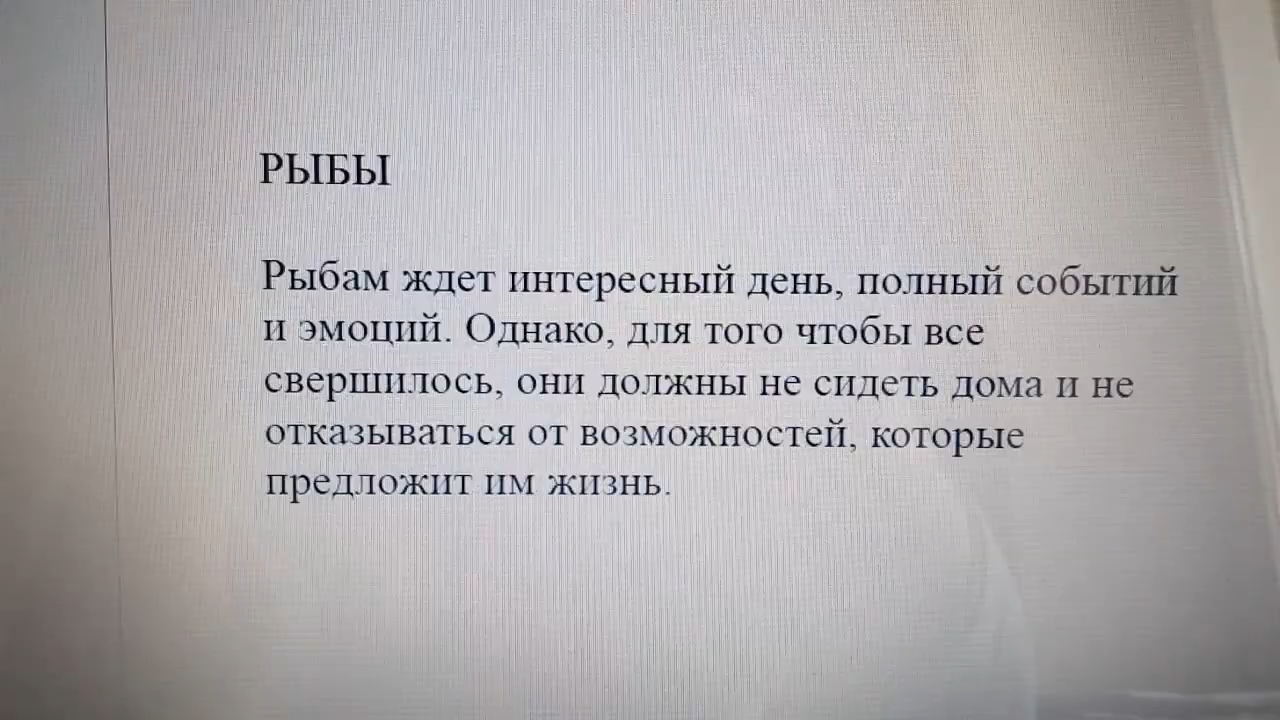 РЫБЫ
Рыбам ждет интересный день, полный событий
и эмоций. Однако, для того чтобы все
свершилось, они должны не сидеть дома и не
отказываться от возможностей, которые
предложит им жизнь.